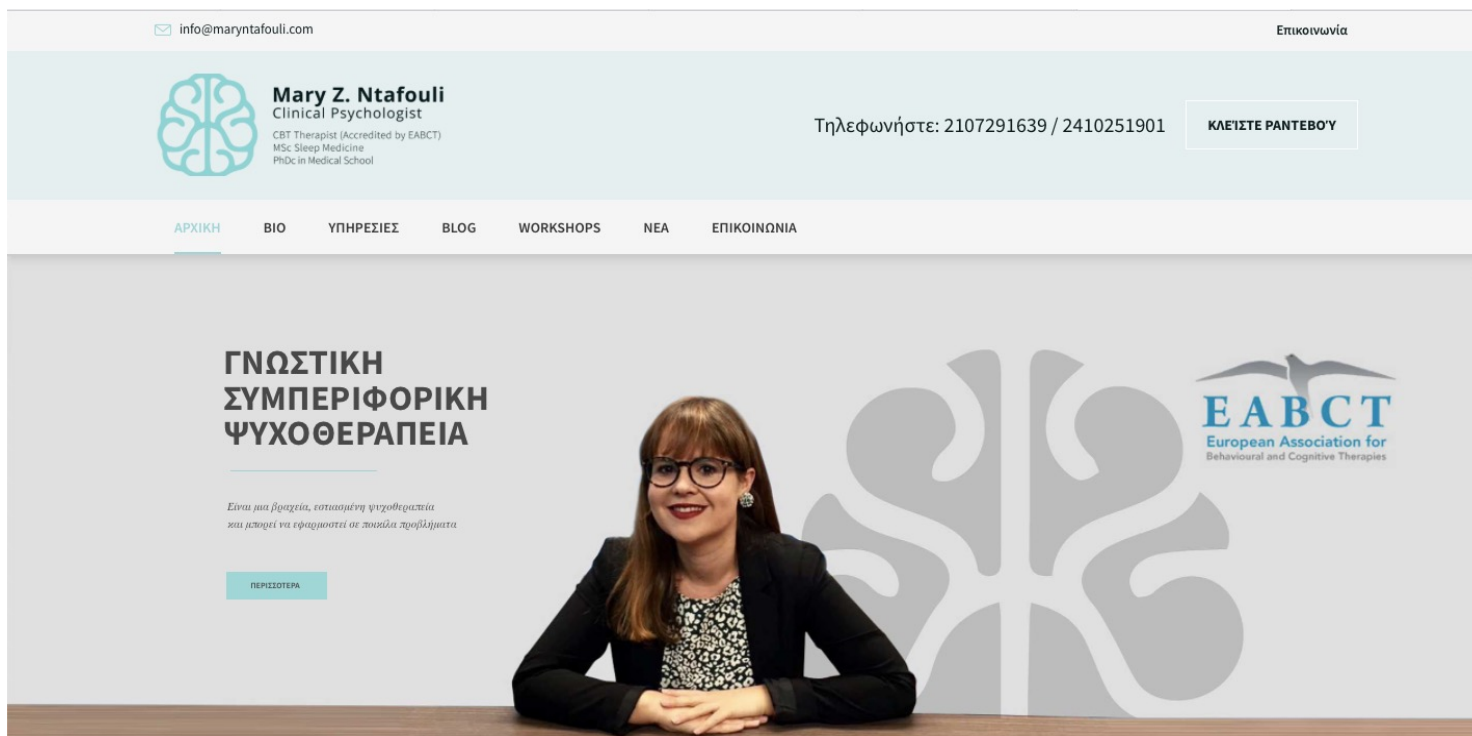 info@maryntafouli.com
Επικοινωνία
Mary Z. Ntafouli
Clinical Psychologist
CBT Therapist (Accredited by EABCT)
MSc Sleep Medicine
PhDc in Medical School
Τηλεφωνήστε: 2107291639 / 2410251901
ΚΛΕΊΣΤΕ ΡΑΝΤΕΒΟΎ
ΑΡΧΙΚΗ BIO ΥΠΗΡΕΣΙΕΣ BLOG WORKSHOPS ΝΕΑ ΕΠΙΚΟΙΝΩΝΙΑ
ΓΝΩΣΤΙΚΗ
ΣΥΜΠΕΡΙΦΟΡΙΚΗ
ΨΥΧΟΘΕΡΑΠΕΙΑ
Είναι μια βραχεία, εστιασμένη ψυχοθεραπεία
και μπορεί να εφαρμοστεί σε ποικίλα προβλήματα
ΠΕΡΙΣΣΟΤΕΡΑ
EABCT
European Association for
Behavioural and Cognitive Therapies